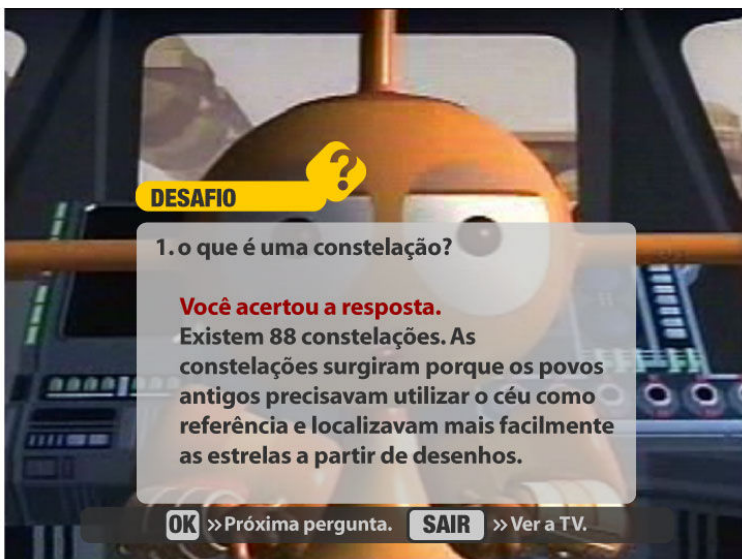 ?
DESAFIO
1. o que é uma constelação?
Você acertou a resposta.
Existem 88 constelações. As
constelações surgiram porque os povos
antigos precisavam utilizar o céu como
referência e localizavam mais facilmente
as estrelas a partir de desenhos.
OK »Próxima pergunta. SAIR »Ver a TV.